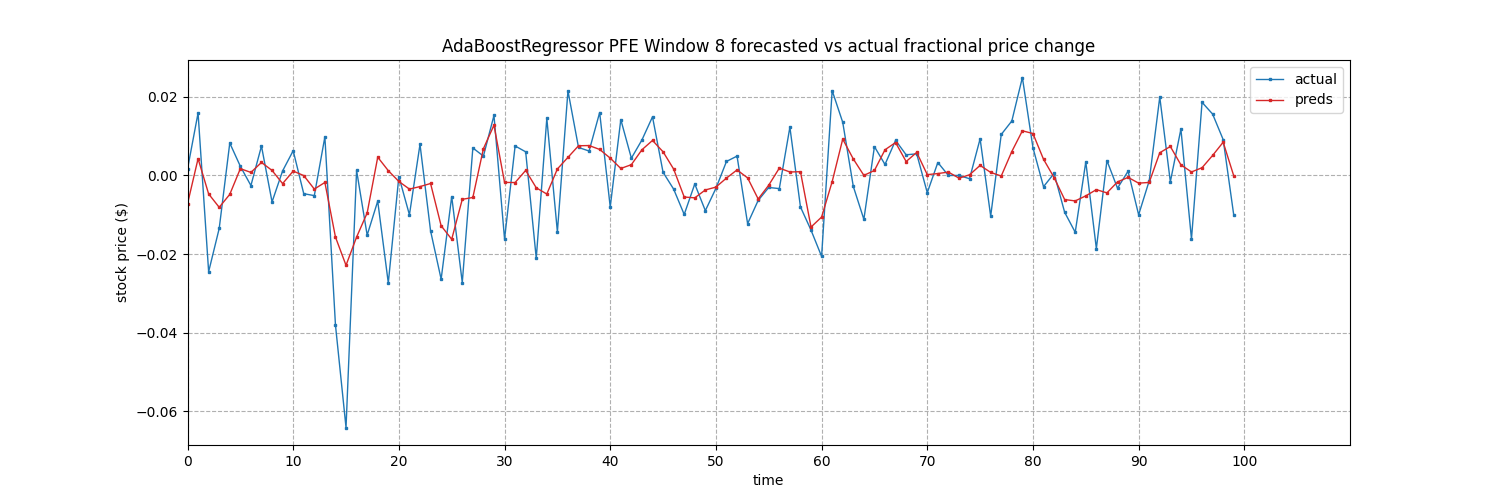 AdaBoostRegressor PFE Window 8 forecasted vs actual fractional price change
actual
preds
0.02
0.00
−0.02
−0.04
−0.06
stock price ($)
0 10 20 30 40 50 60 70 80 90 100
time